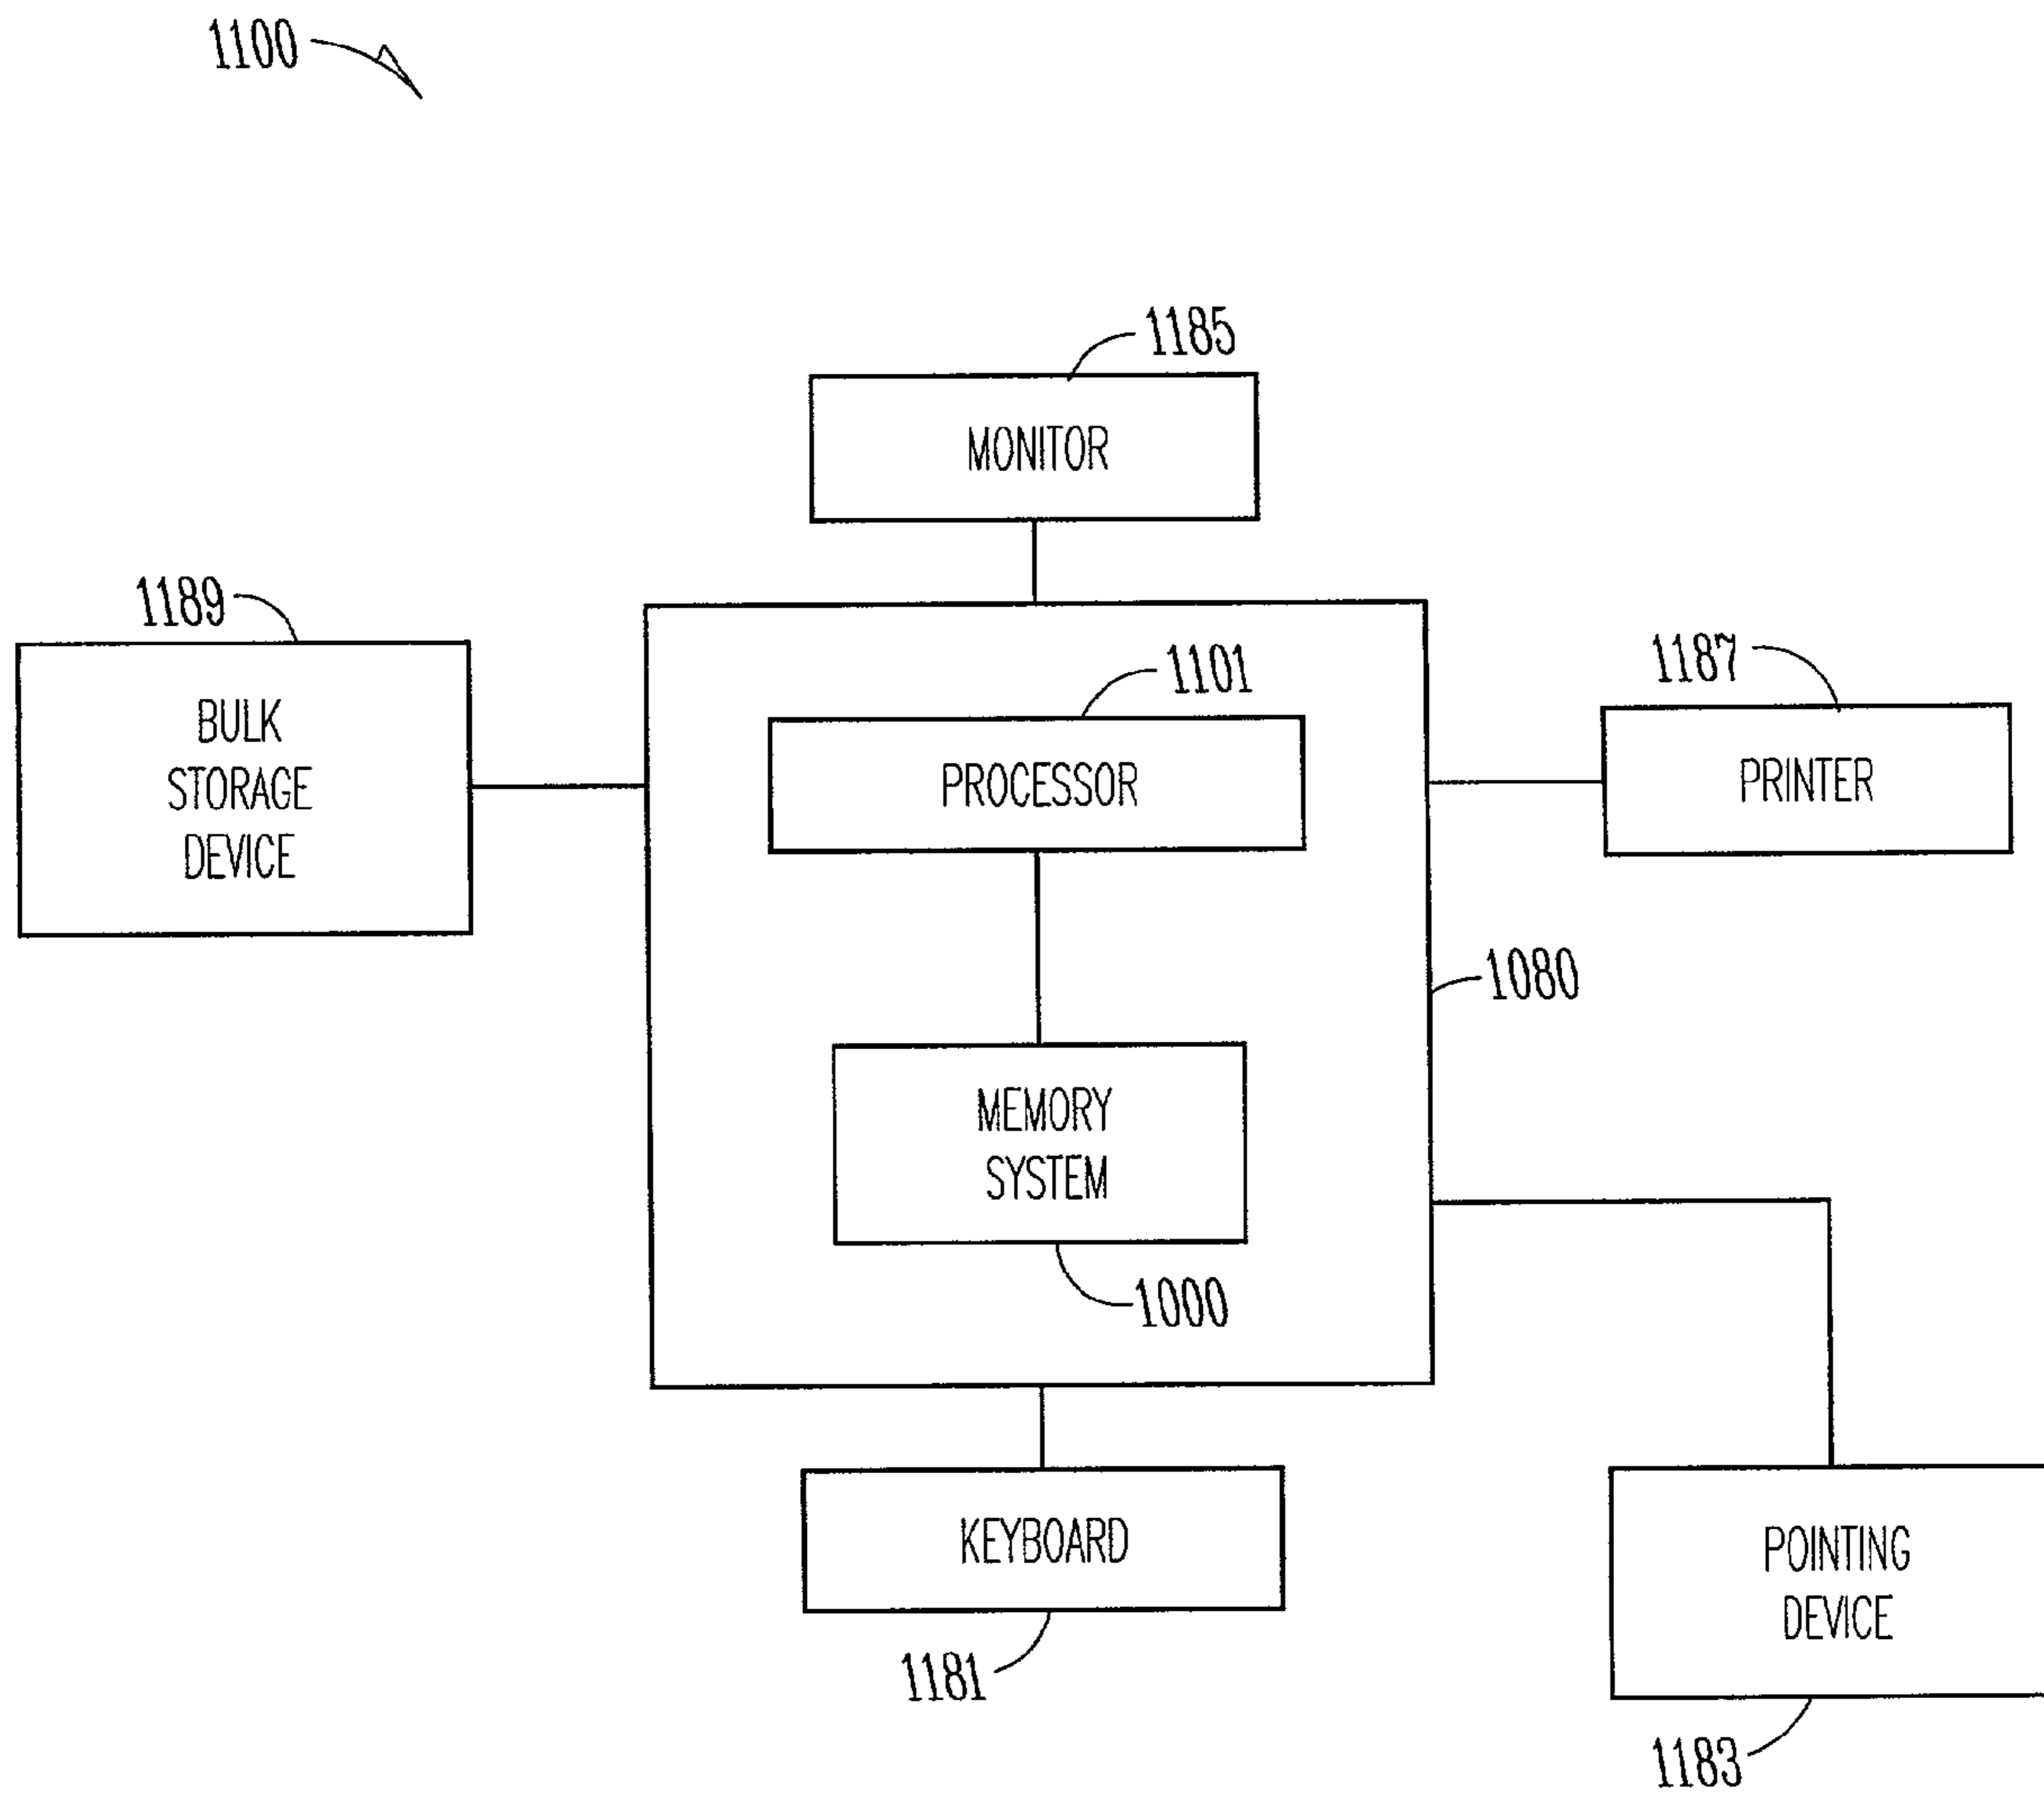 1100
1185
MONITOR
1189
BULK
STORAGE
DEVICE
1101
PROCESSOR
1187
PRINTER
1080
MEMORY
SYSTEM
1000
KEYBOARD
1181
POINTING
DEVICE
1183